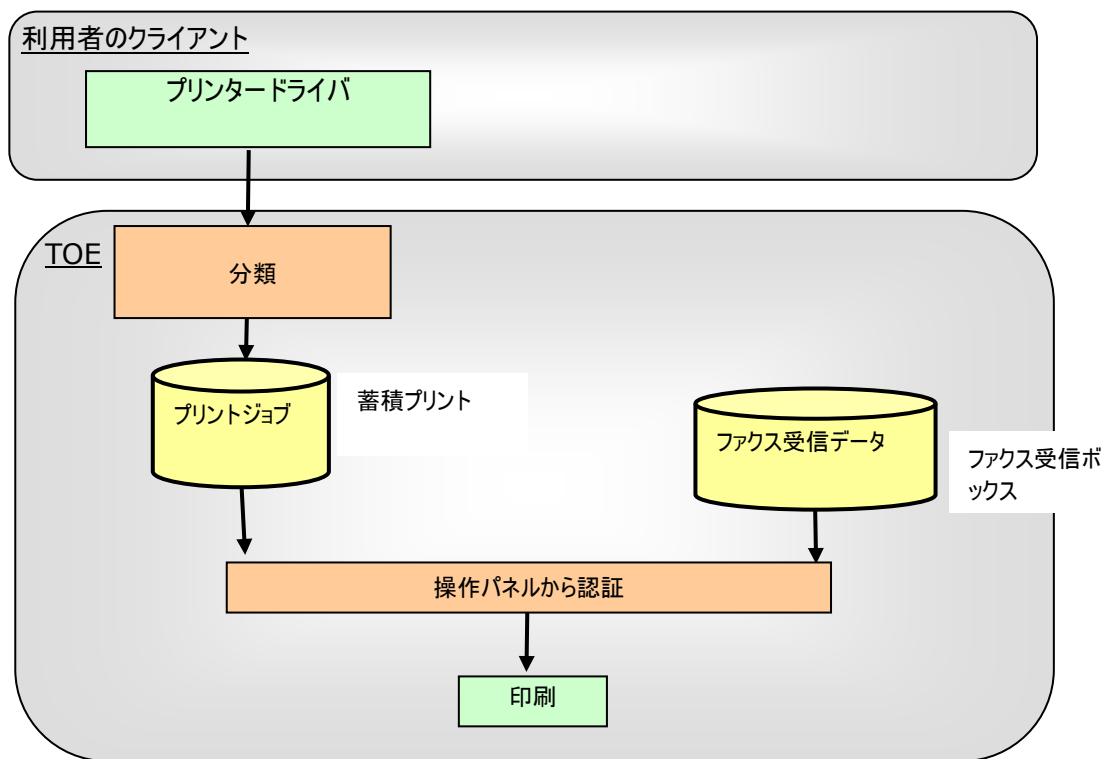 利用者のクライアント
プリンタードライバ
TOE
分類
プリントジョブ
蓄積プリント
ファクス受信データ
ファクス受信ボ
ックス
操作パネルから認証
印刷